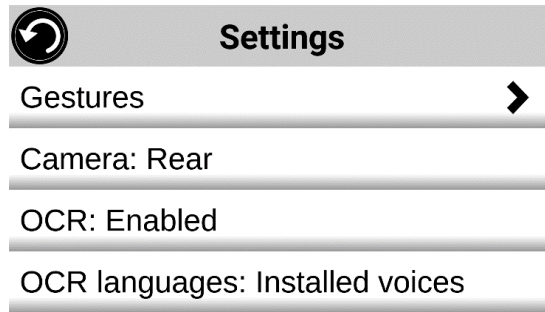 Settings
Gestures
Camera: Rear
OCR: Enabled
OCR languages: Installed voices